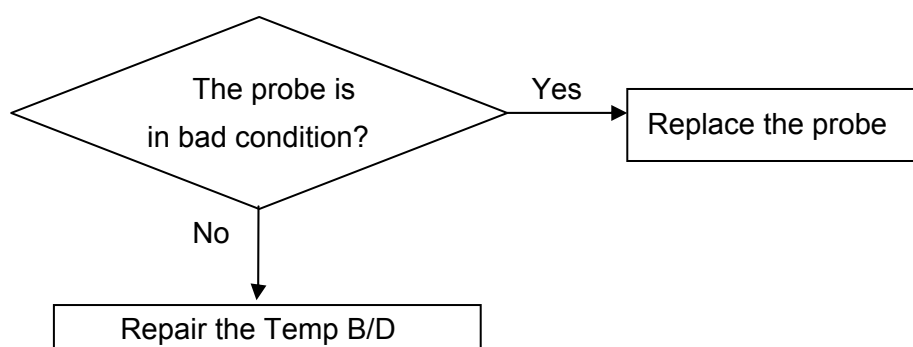 The probe is
in bad condition?
Yes
Replace the probe
No
Repair the Temp B/D